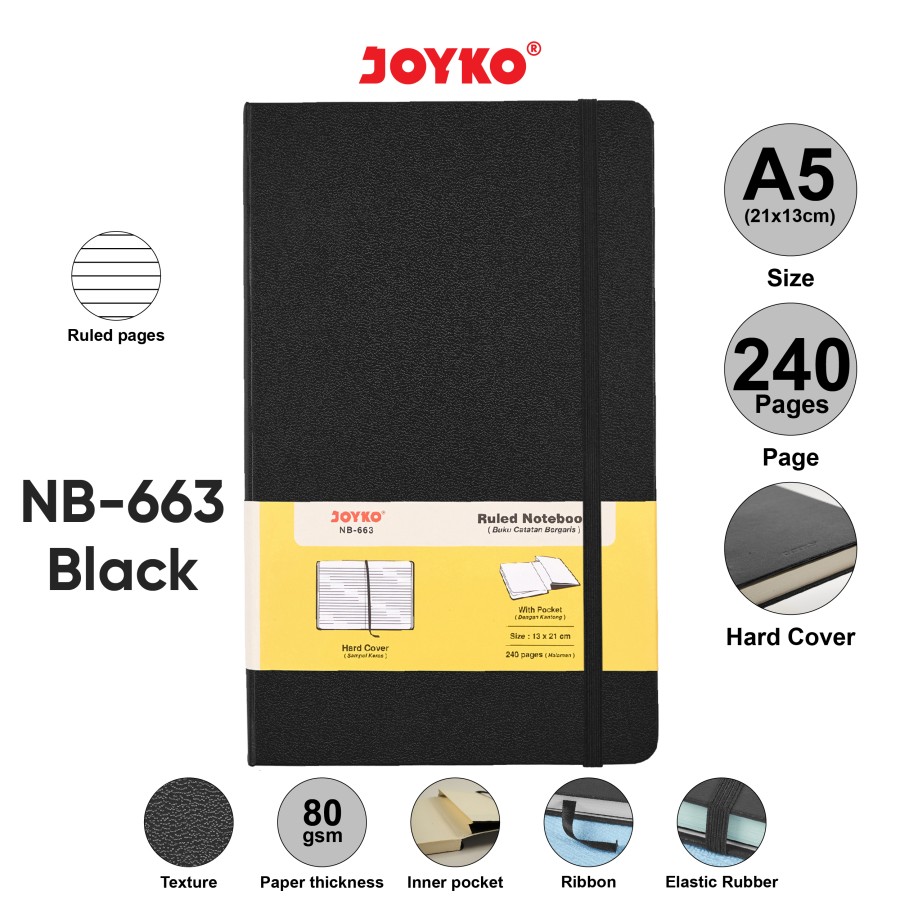 JOYKO®
A5
(21x13cm)
Size
Ruled pages
240
Pages
Page
NB-663
Black
JOYKO®
NB-663
Ruled Noteboo
( Buku Catatan Bergaris )
With Pocket
( Dengan Kantong )
Size : 13 x 21 cm
240 pages ( Halaman )
Hard Cover
( Sampul Keras )
Hard Cover
80
gsm
Texture
Paper thickness
Inner pocket
Ribbon
Elastic Rubber